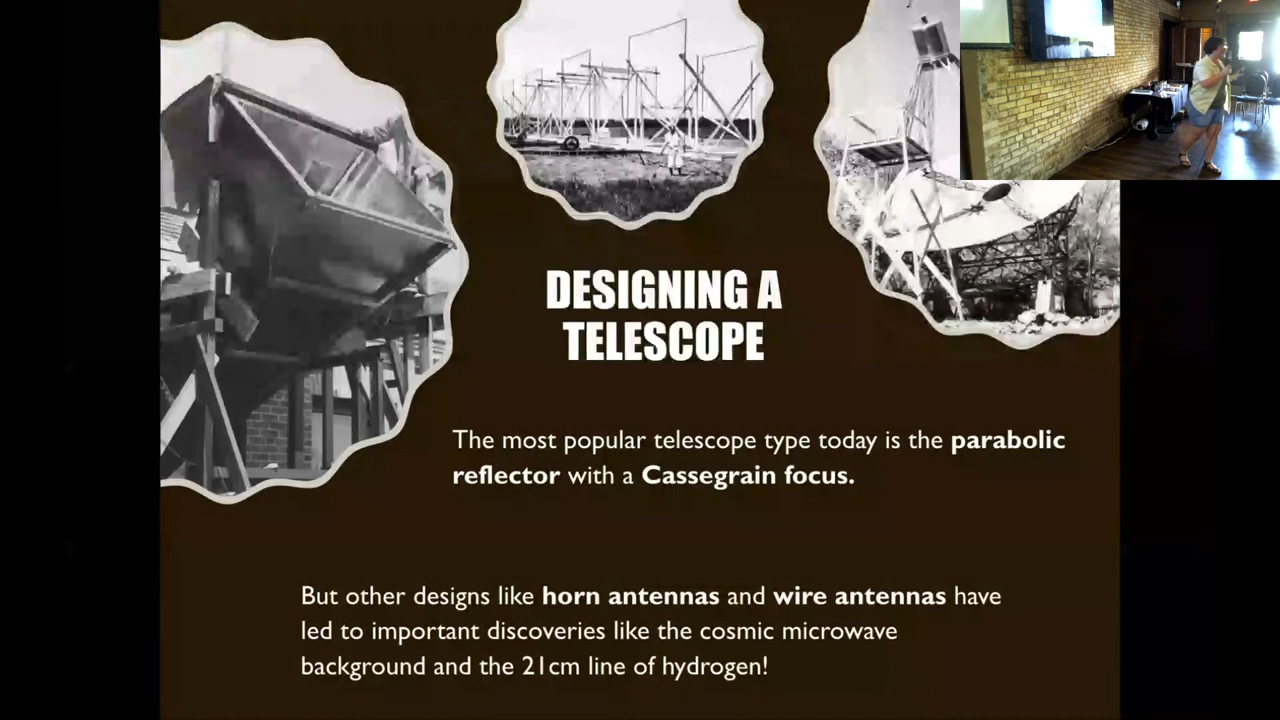 DESIGNING A
TELESCOPE
The most popular telescope type today is the parabolic
reflector with a Cassegrain focus.
But other designs like horn antennas and wire antennas have
led to important discoveries like the cosmic microwave
background and the 21cm line of hydrogen!